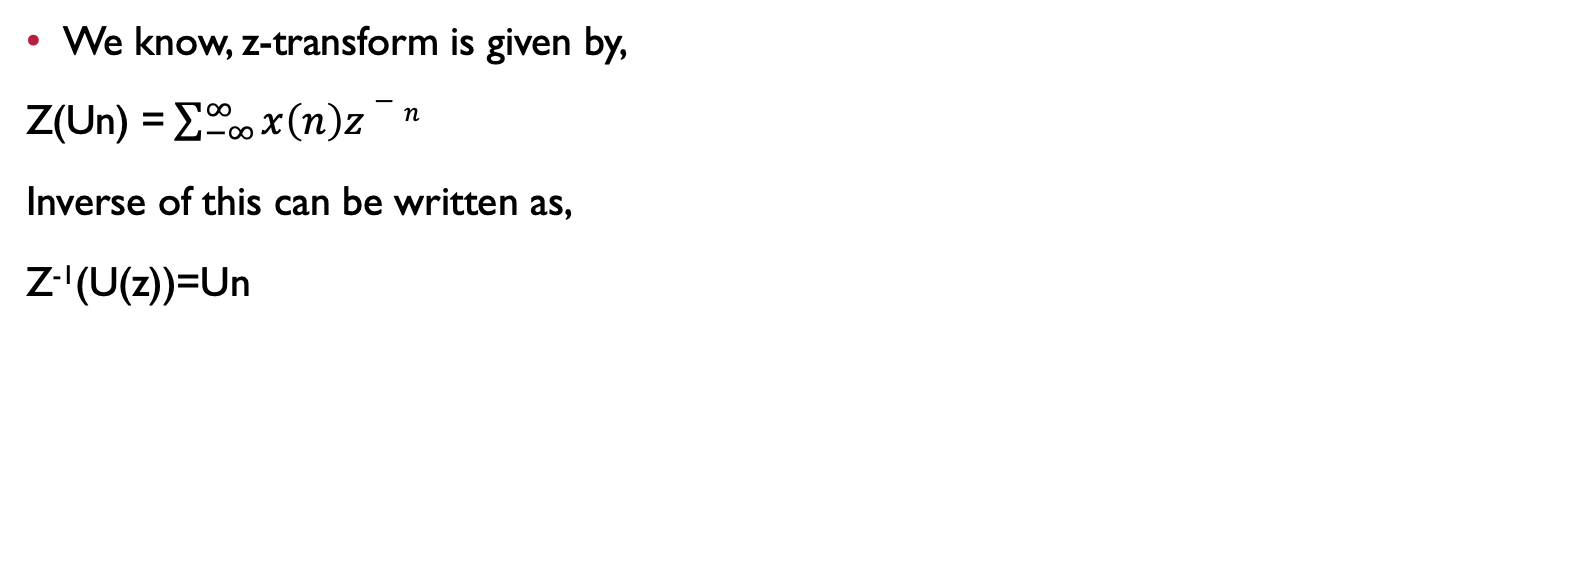 • We know, z-transform is given by,
Z(Un) = ∑^∞_−∞ x(n)z^− n
Inverse of this can be written as,
Z⁻¹(U(z))=Un